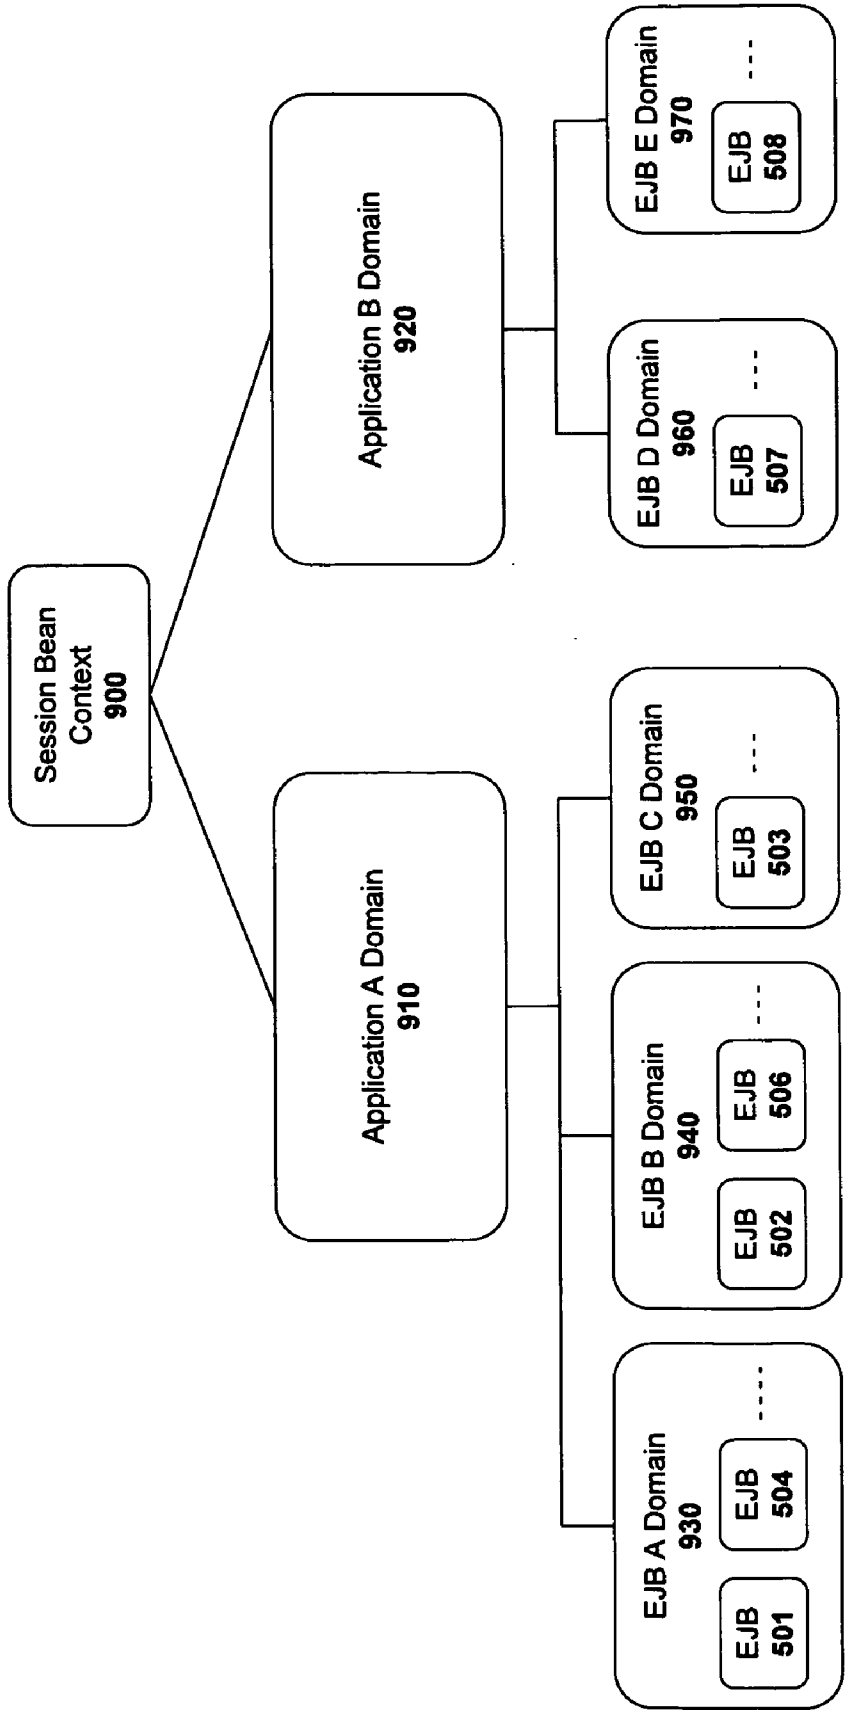 Session Bean
Context
900
Application A Domain
910
Application B Domain
920
EJB A Domain
930
EJB
501
EJB
504
EJB B Domain
940
EJB
502
EJB
506
EJB C Domain
950
EJB
503
EJB D Domain
960
EJB
507
EJB E Domain
970
EJB
508